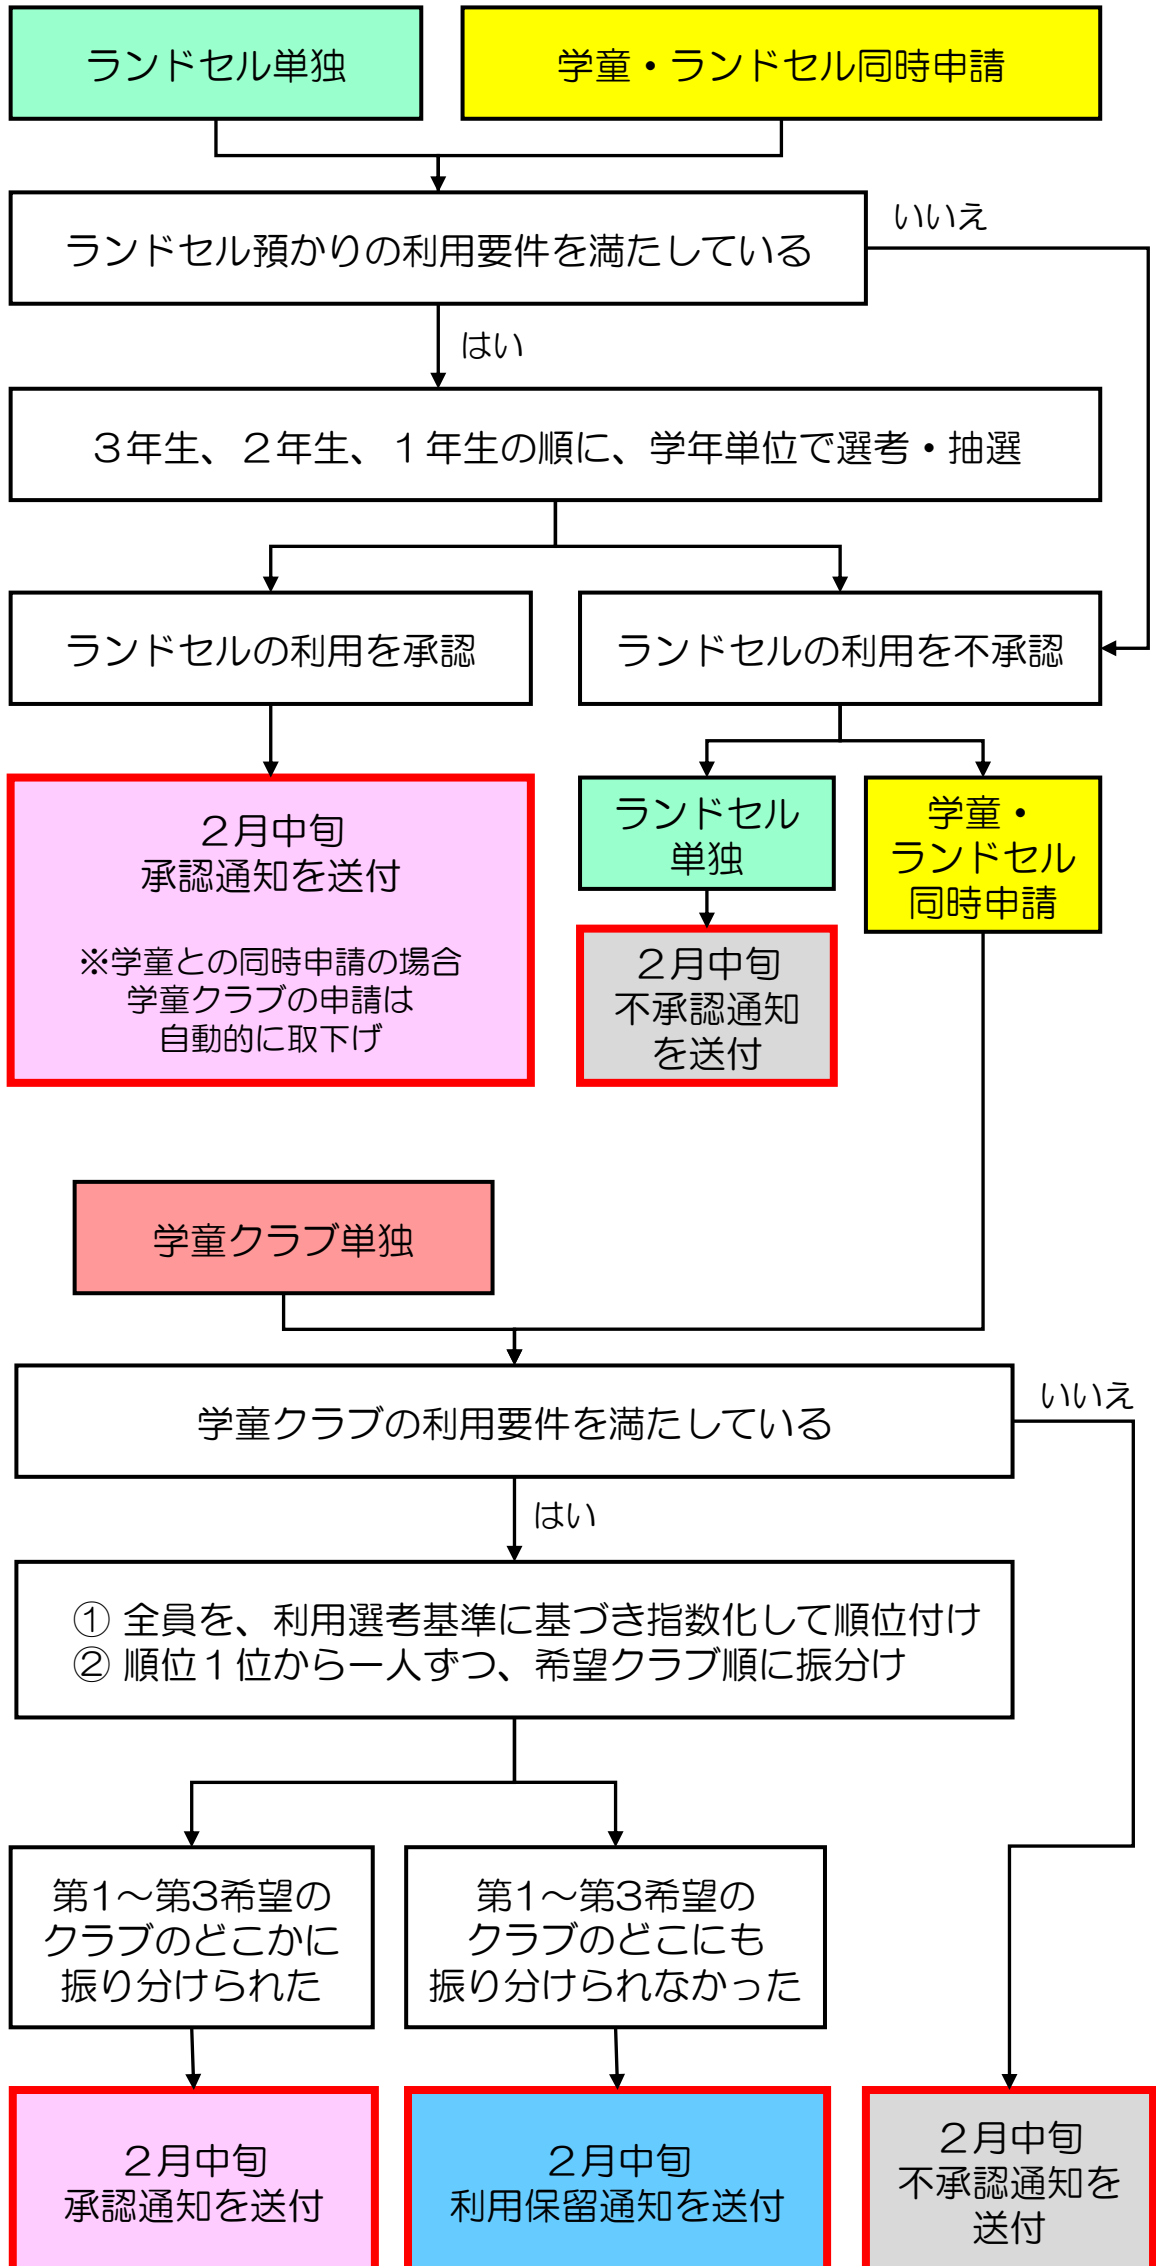 ランドセル単独
学童・ランドセル同時申請
ランドセル預かりの利用要件を満たしている
いいえ
はい
３年生、２年生、１年生の順に、学年単位で選考・抽選
ランドセルの利用を承認
ランドセルの利用を不承認
２月中旬
承認通知を送付
※学童との同時申請の場合
学童クラブの申請は
自動的に取下げ
ランドセル
単独
学童・
ランドセル
同時申請
２月中旬
不承認通知
を送付
学童クラブ単独
学童クラブの利用要件を満たしている
いいえ
はい
① 全員を、利用選考基準に基づき指数化して順位付け
② 順位１位から一人ずつ、希望クラブ順に振分け
第1～第3希望の
クラブのどこかに
振り分けられた
第1～第3希望の
クラブのどこにも
振り分けられなかった
２月中旬
承認通知を送付
２月中旬
利用保留通知を送付
２月中旬
不承認通知を
送付